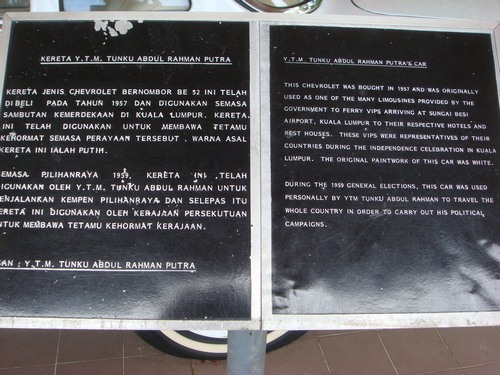 KERETA Y.T.M. TUNKU ABDUL RAHMAN PUTRA
KERETA JENIS CHEVROLET BERNOMBOR BE 52 INI TELAH
DIBELI PADA TAHUN 1957 DAN DIGUNAKAN SEMASA
SAMBUTAN KEMERDEKAAN DI KUALA LUMPUR. KERETA
INI TELAH DIGUNAKAN UNTUK MEMBAWA TETAMU
KEHORMAT SEMASA PERAYAAN TERSEBUT. WARNA ASAL
KERETA INI IALAH PUTIH.
SEMASA PILIHANRAYA 1959, KERETA INI TELAH
IGUNAKAN OLEH Y.T.M. TUNKU ABDUL RAHMAN UNTUK
ENJALANKAN KEMPEN PILIHANRAYA DAN SELEPAS ITU
ERETA INI DIGUNAKAN OLEH KERAJAAN PERSEKUTUAN
NTUK MEMBAWA TETAMU KEHORMAT KERAJAAN.
AN ; Y.T.M. TUNKU ABDUL RAHMAN PUTRA
Y.T.M. TUNKU ABDUL RAHMAN PUTRA'S CAR
THIS CHEVROLET WAS BOUGHT IN 1957 AND WAS ORIGINALLY
USED AS ONE OF THE MANY LIMOUSINES PROVIDED BY THE
GOVERNMENT TO FERRY VIPS ARRIVING AT SUNGAI BESI
AIRPORT, KUALA LUMPUR TO THEIR RESPECTIVE HOTELS AND
REST HOUSES. THESE VIPS WERE REPRESENTATIVES OF THEIR
COUNTRIES DURING THE INDEPENDENCE CELEBRATION IN KUALA
LUMPUR. THE ORIGINAL PAINTWORK OF THIS CAR WAS WHITE.
DURING THE 1959 GENERAL ELECTIONS, THIS CAR WAS USED
PERSONALLY BY YTM TUNKU ABDUL RAHMAN TO TRAVEL THE
WHOLE COUNTRY IN ORDER TO CARRY OUT HIS POLITICAL
CAMPAIGNS.